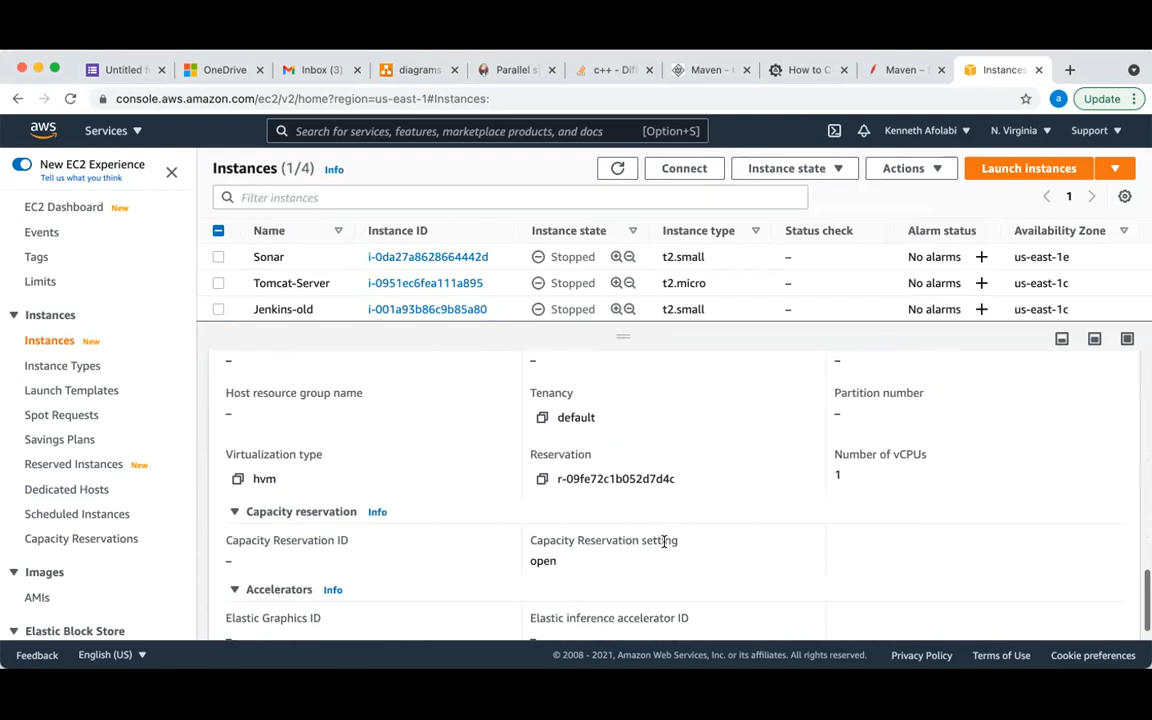 Untitled f
OneDrive
Inbox (3)
diagrams
Parallel s
c++ - Diff
Maven –
How to C
Maven – (
Instances
console.aws.amazon.com/ec2/v2/home?region=us-east-1#Instances:
a
Update
aws
Services
Search for services, features, marketplace products, and docs
[Option+S]
Kenneth Afolabi
N. Virginia
Support
New EC2 Experience
Tell us what you think
EC2 Dashboard New
Events
Tags
Limits
Instances
Instances New
Instance Types
Launch Templates
Spot Requests
Savings Plans
Reserved Instances New
Dedicated Hosts
Scheduled Instances
Capacity Reservations
Images
AMIs
Elastic Block Store
Instances (1/4) Info
Connect
Instance state
Actions
Launch instances
Filter instances
1
Name Instance ID Instance state Instance type Status check Alarm status Availability Zone
Sonar i-0da27a8628664442d Stopped t2.small – No alarms + us-east-1e
Tomcat-Server i-0951ec6fea111a895 Stopped t2.micro – No alarms + us-east-1c
Jenkins-old i-001a93b86c9b85a80 Stopped t2.small – No alarms + us-east-1c
– – –
Host resource group name Tenancy Partition number
– default –
Virtualization type Reservation Number of vCPUs
hvm r-09fe72c1b052d7d4c 1
Capacity reservation Info
Capacity Reservation ID Capacity Reservation setting
– open
Accelerators Info
Elastic Graphics ID Elastic inference accelerator ID
– –
Feedback English (US) © 2008 - 2021, Amazon Web Services, Inc. or its affiliates. All rights reserved. Privacy Policy Terms of Use Cookie preferences